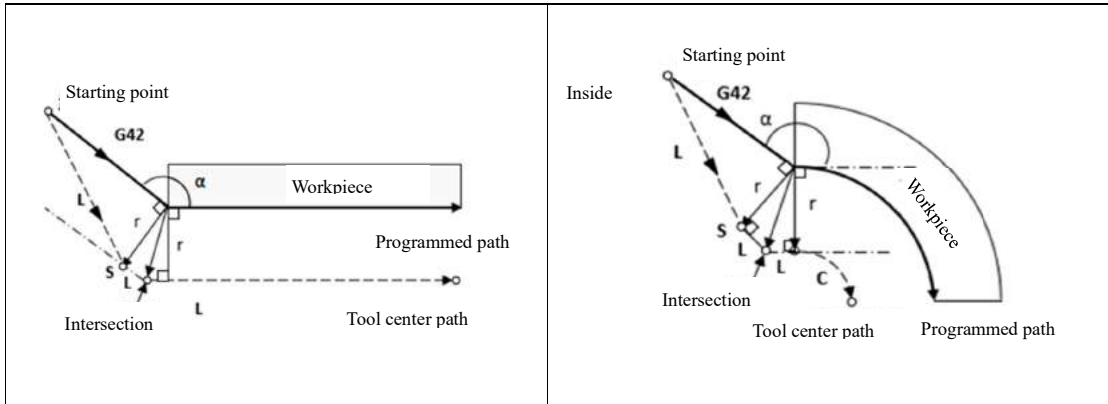 Starting point
G42
α
Workpiece
L
r
r
Programmed path
S
L
L
Intersection
Tool center path
Starting point
Inside
G42
α
L
r
r
Workpiece
S
L
L
C
Intersection
Tool center path
Programmed path